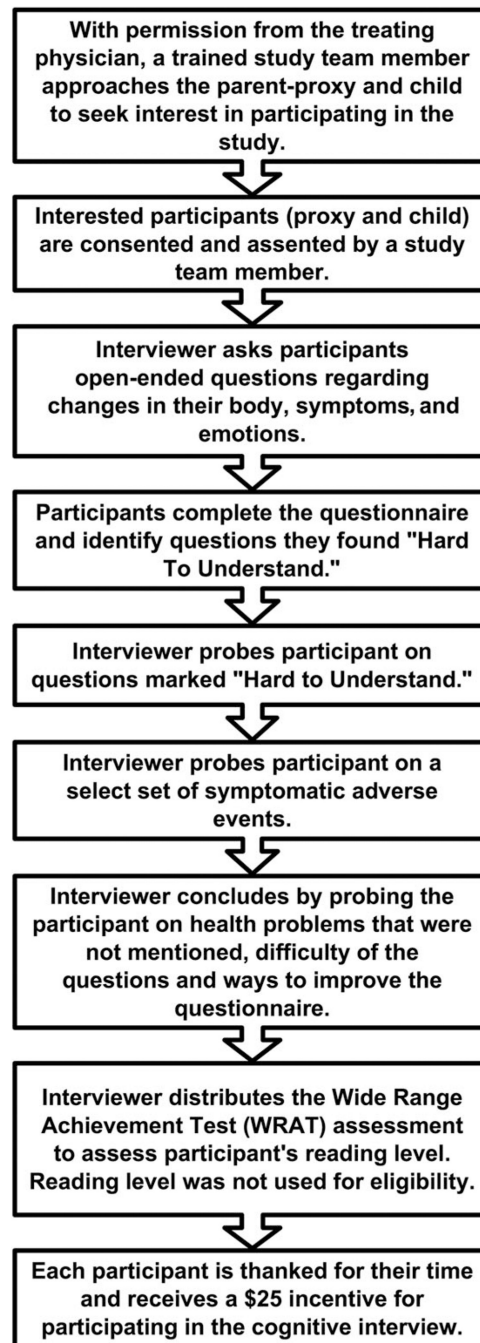 With permission from the treating
physician, a trained study team member
approaches the parent-proxy and child
to seek interest in participating in the
study.
Interested participants (proxy and child)
are consented and assented by a study
team member.
Interviewer asks participants
open-ended questions regarding
changes in their body, symptoms, and
emotions.
Participants complete the questionnaire
and identify questions they found "Hard
To Understand."
Interviewer probes participant on
questions marked "Hard to Understand."
Interviewer probes participant on a
select set of symptomatic adverse
events.
Interviewer concludes by probing the
participant on health problems that were
not mentioned, difficulty of the
questions and ways to improve the
questionnaire.
Interviewer distributes the Wide Range
Achievement Test (WRAT) assessment
to assess participant's reading level.
Reading level was not used for eligibility.
Each participant is thanked for their time
and receives a $25 incentive for
participating in the cognitive interview.